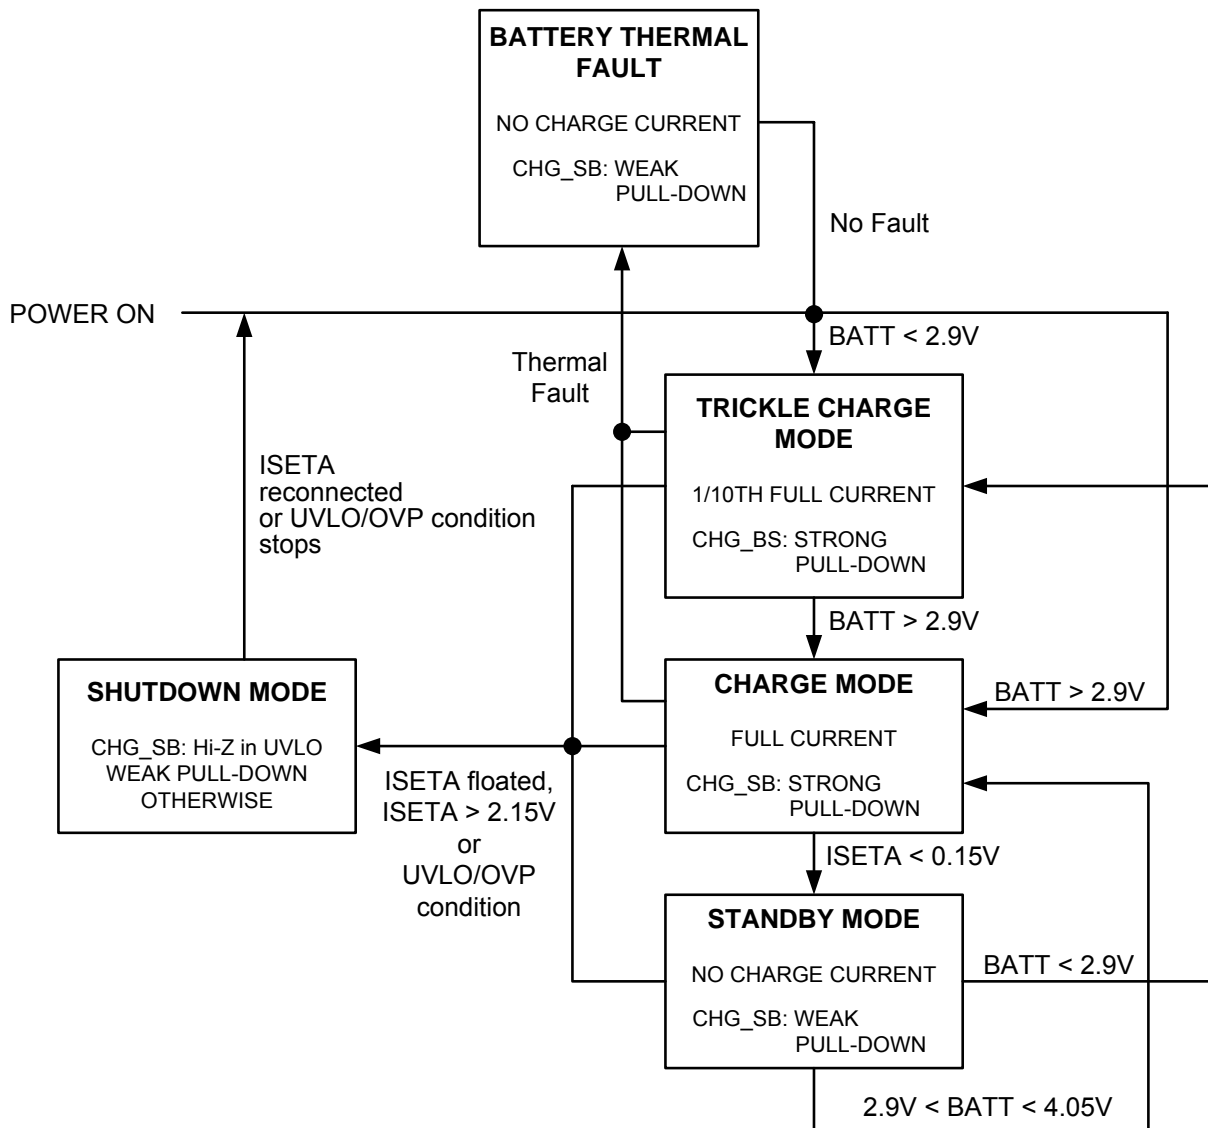 BATTERY THERMAL
FAULT
NO CHARGE CURRENT
CHG_SB: WEAK
PULL-DOWN
No Fault
POWER ON
BATT < 2.9V
Thermal
Fault
TRICKLE CHARGE
MODE
1/10TH FULL CURRENT
CHG_BS: STRONG
PULL-DOWN
ISETA
reconnected
or UVLO/OVP condition
stops
BATT > 2.9V
SHUTDOWN MODE
CHG_SB: Hi-Z in UVLO
WEAK PULL-DOWN
OTHERWISE
CHARGE MODE
FULL CURRENT
CHG_SB: STRONG
PULL-DOWN
BATT > 2.9V
ISETA floated,
ISETA > 2.15V
or
UVLO/OVP
condition
ISETA < 0.15V
STANDBY MODE
NO CHARGE CURRENT
CHG_SB: WEAK
PULL-DOWN
BATT < 2.9V
2.9V < BATT < 4.05V